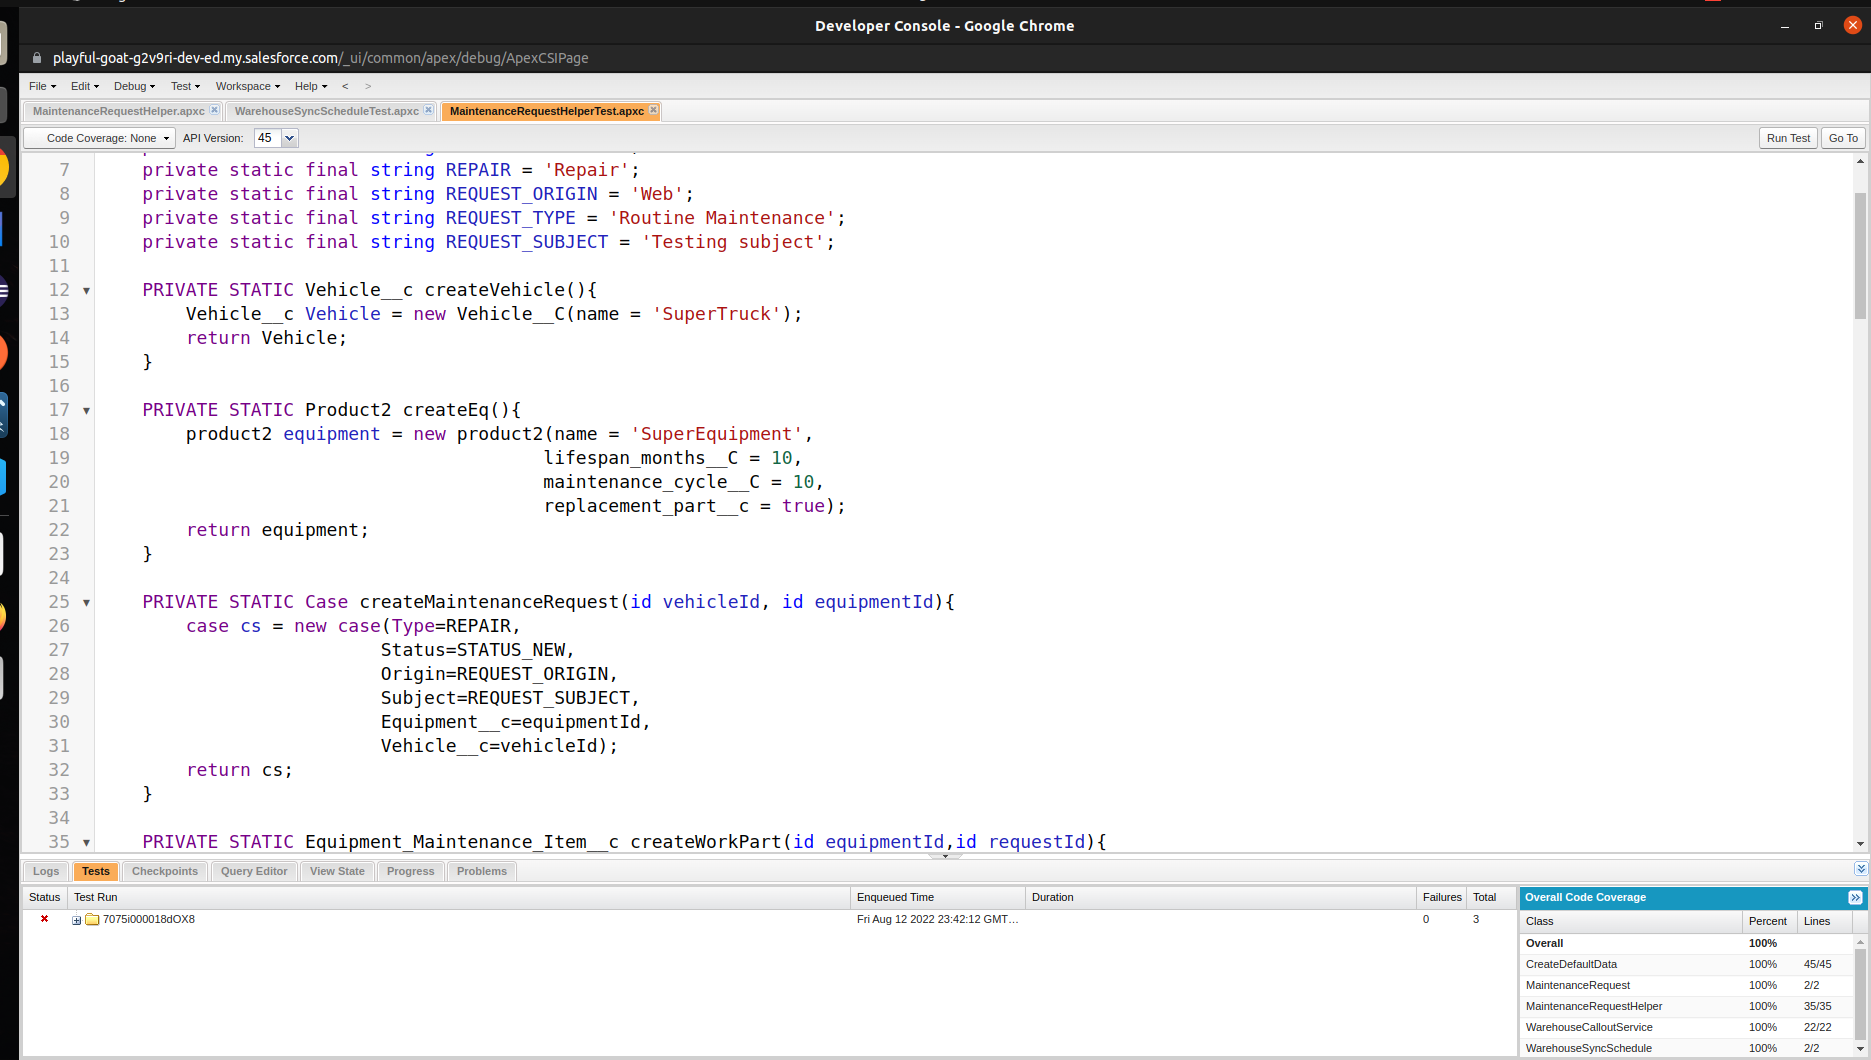 Developer Console - Google Chrome
playful-goat-g2v9ri-dev-ed.my.salesforce.com/_ui/common/apex/debug/ApexCSIPage
File Edit Debug Test Workspace Help < >
MaintenanceRequestHelper.apxc WarehouseSyncScheduleTest.apxc MaintenanceRequestHelperTest.apxc
Code Coverage: None API Version: 45 Run Test Go To
7 private static final string REPAIR = 'Repair';
8 private static final string REQUEST_ORIGIN = 'Web';
9 private static final string REQUEST_TYPE = 'Routine Maintenance';
10 private static final string REQUEST_SUBJECT = 'Testing subject';
11
12 PRIVATE STATIC Vehicle__c createVehicle(){
13 Vehicle__c Vehicle = new Vehicle__C(name = 'SuperTruck');
14 return Vehicle;
15 }
16
17 PRIVATE STATIC Product2 createEq(){
18 product2 equipment = new product2(name = 'SuperEquipment',
19 lifespan_months__C = 10,
20 maintenance_cycle__C = 10,
21 replacement_part__c = true);
22 return equipment;
23 }
24
25 PRIVATE STATIC Case createMaintenanceRequest(id vehicleId, id equipmentId){
26 case cs = new case(Type=REPAIR,
27 Status=STATUS_NEW,
28 Origin=REQUEST_ORIGIN,
29 Subject=REQUEST_SUBJECT,
30 Equipment__c=equipmentId,
31 Vehicle__c=vehicleId);
32 return cs;
33 }
34
35 PRIVATE STATIC Equipment_Maintenance_Item__c createWorkPart(id equipmentId,id requestId){
Logs Tests Checkpoints Query Editor View State Progress Problems
Status Test Run Enqueued Time Duration Failures Total
7075i000018dOX8 Fri Aug 12 2022 23:42:12 GMT... 0 3
Overall Code Coverage
Class Percent Lines
Overall 100%
CreateDefaultData 100% 45/45
MaintenanceRequest 100% 2/2
MaintenanceRequestHelper 100% 35/35
WarehouseCalloutService 100% 22/22
WarehouseSyncSchedule 100% 2/2